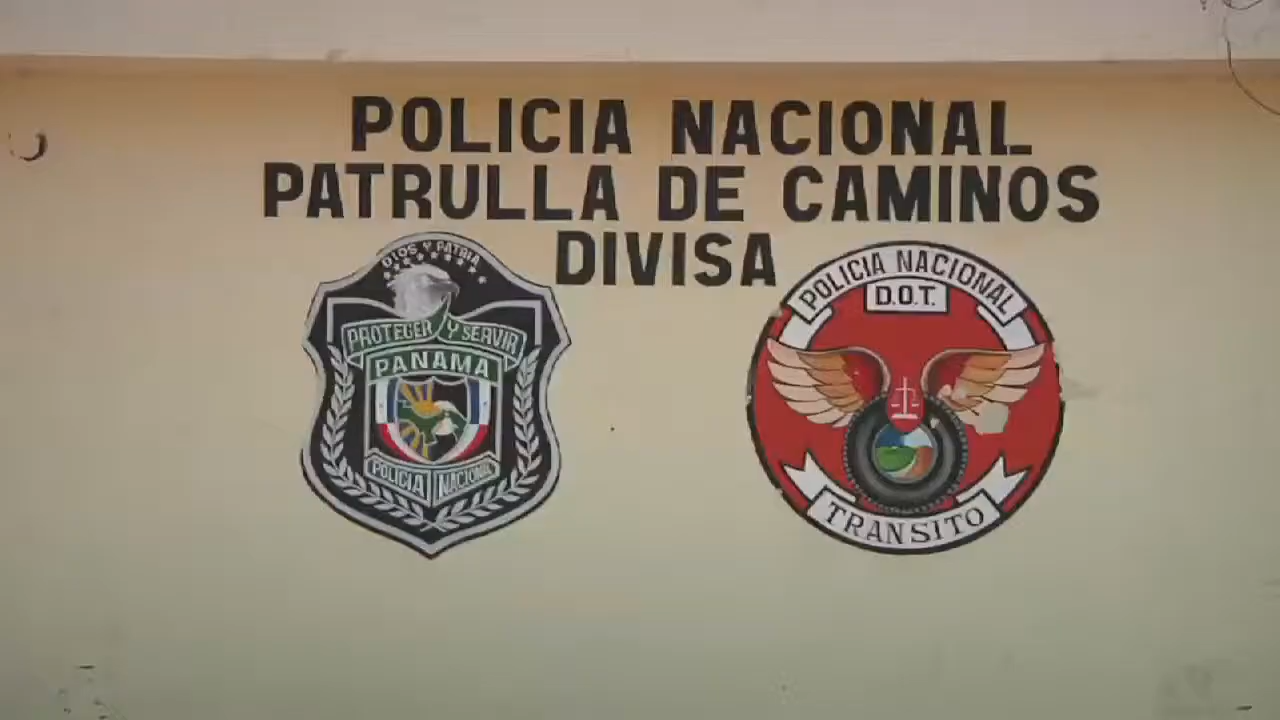 POLICIA NACIONAL
PATRULLA DE CAMINOS
DIVISA
DIOS Y PATRIA
PROTEGER Y SERVIR
PANAMA
POLICIA NACIONAL
POLICIA NACIONAL
D.O.T.
TRANSITO